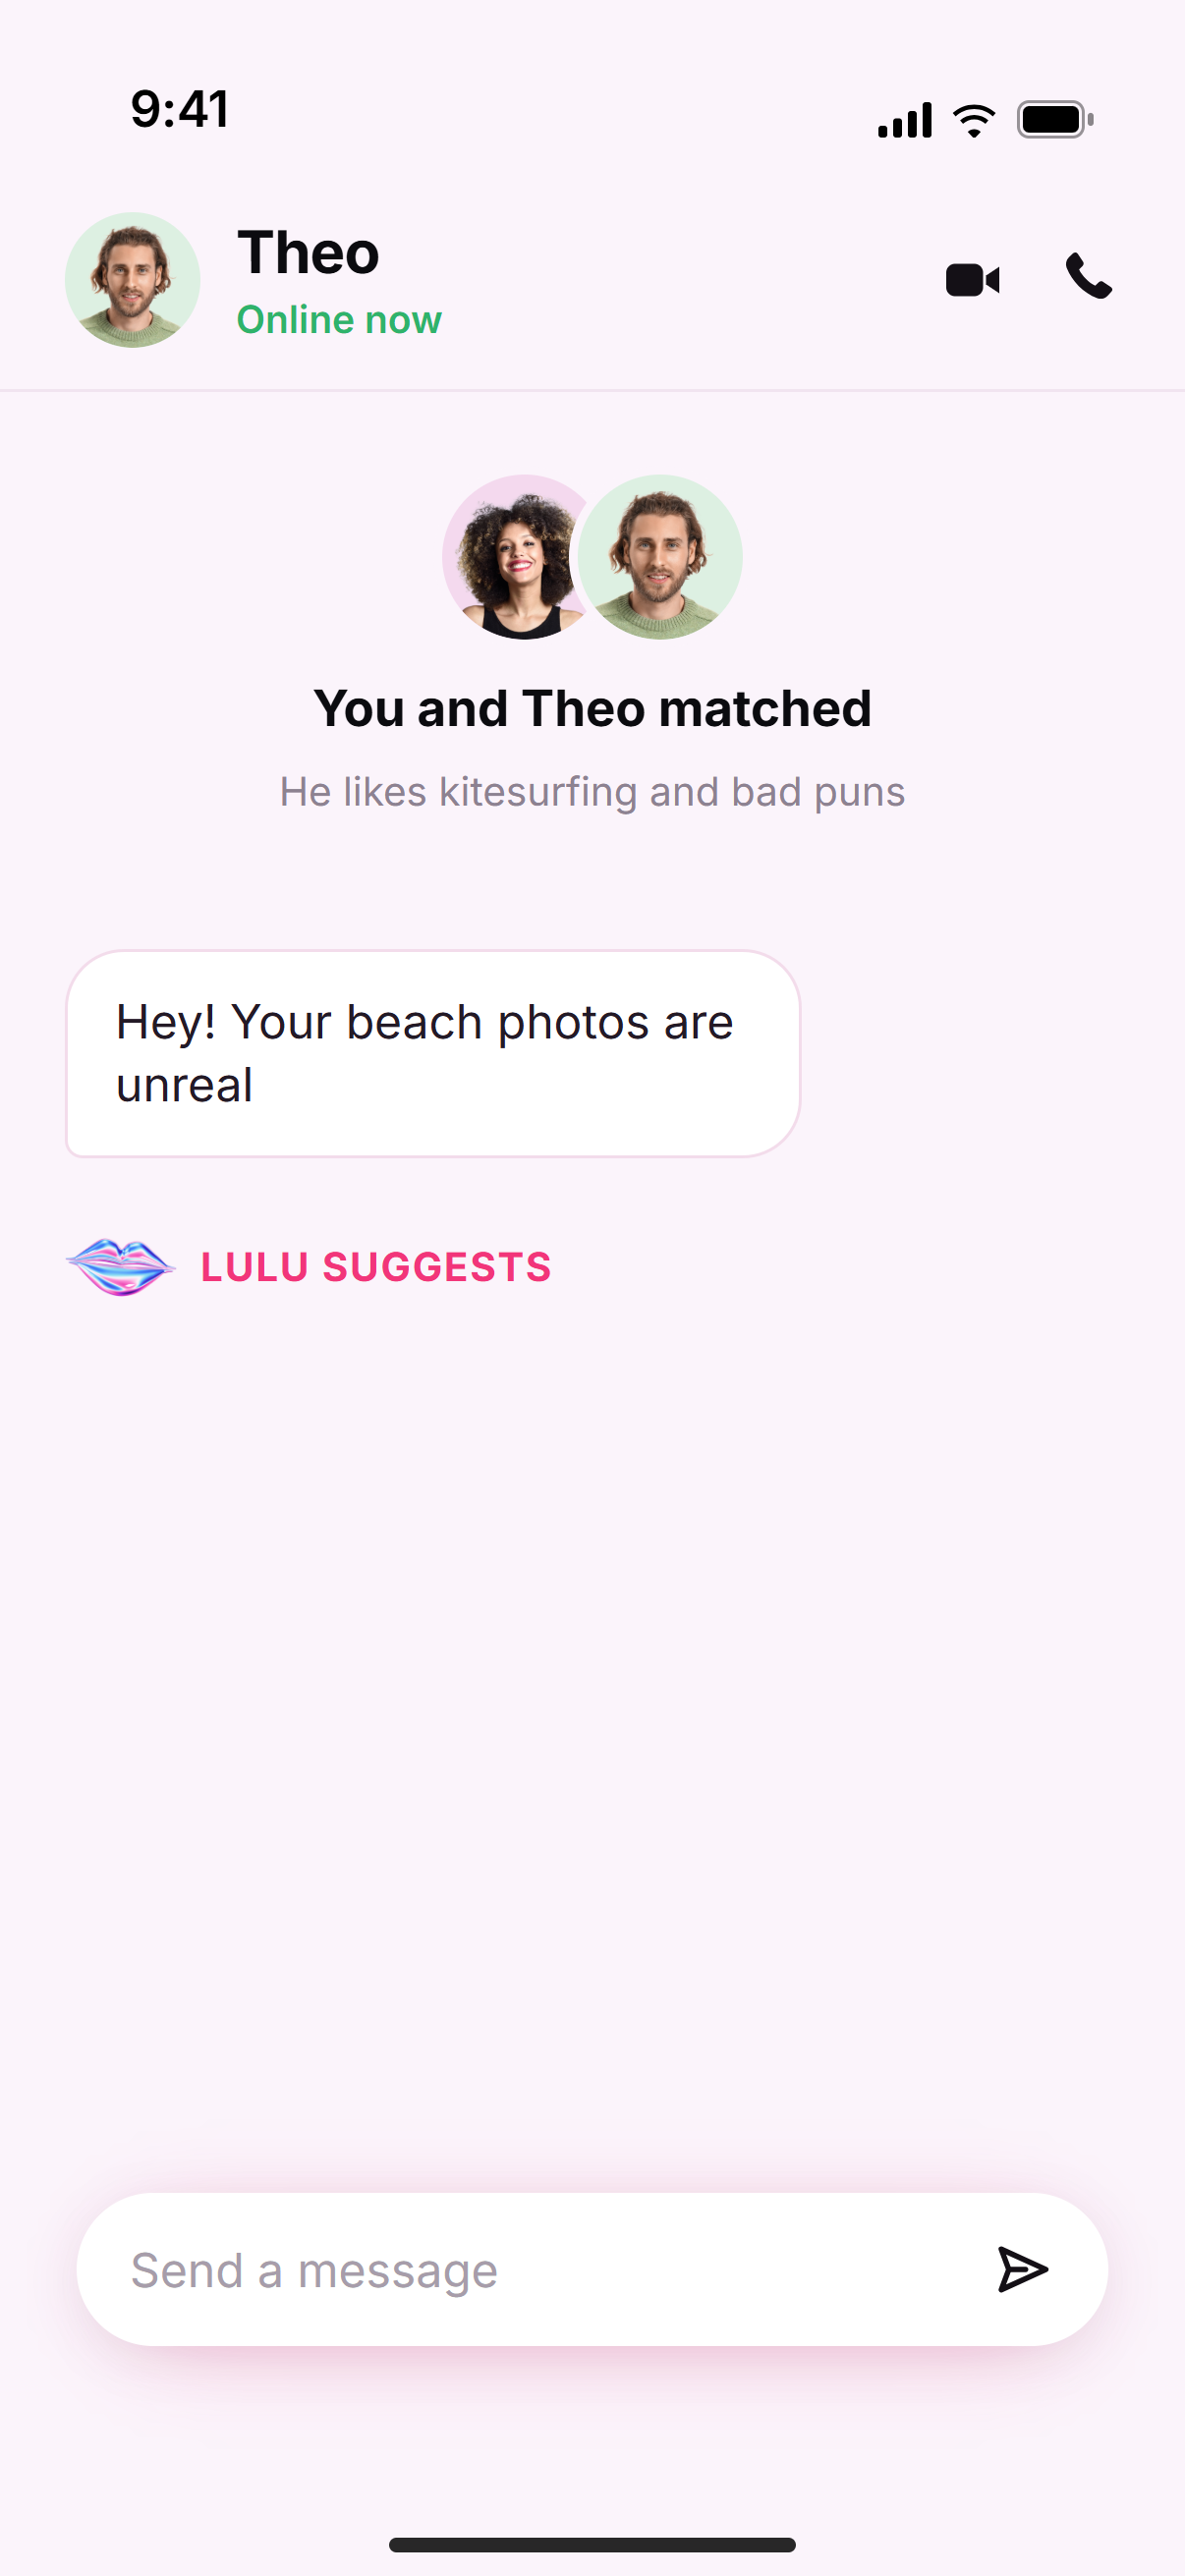 9:41
Theo
Online now
You and Theo matched
He likes kitesurfing and bad puns
Hey! Your beach photos are
unreal
LULU SUGGESTS
Send a message